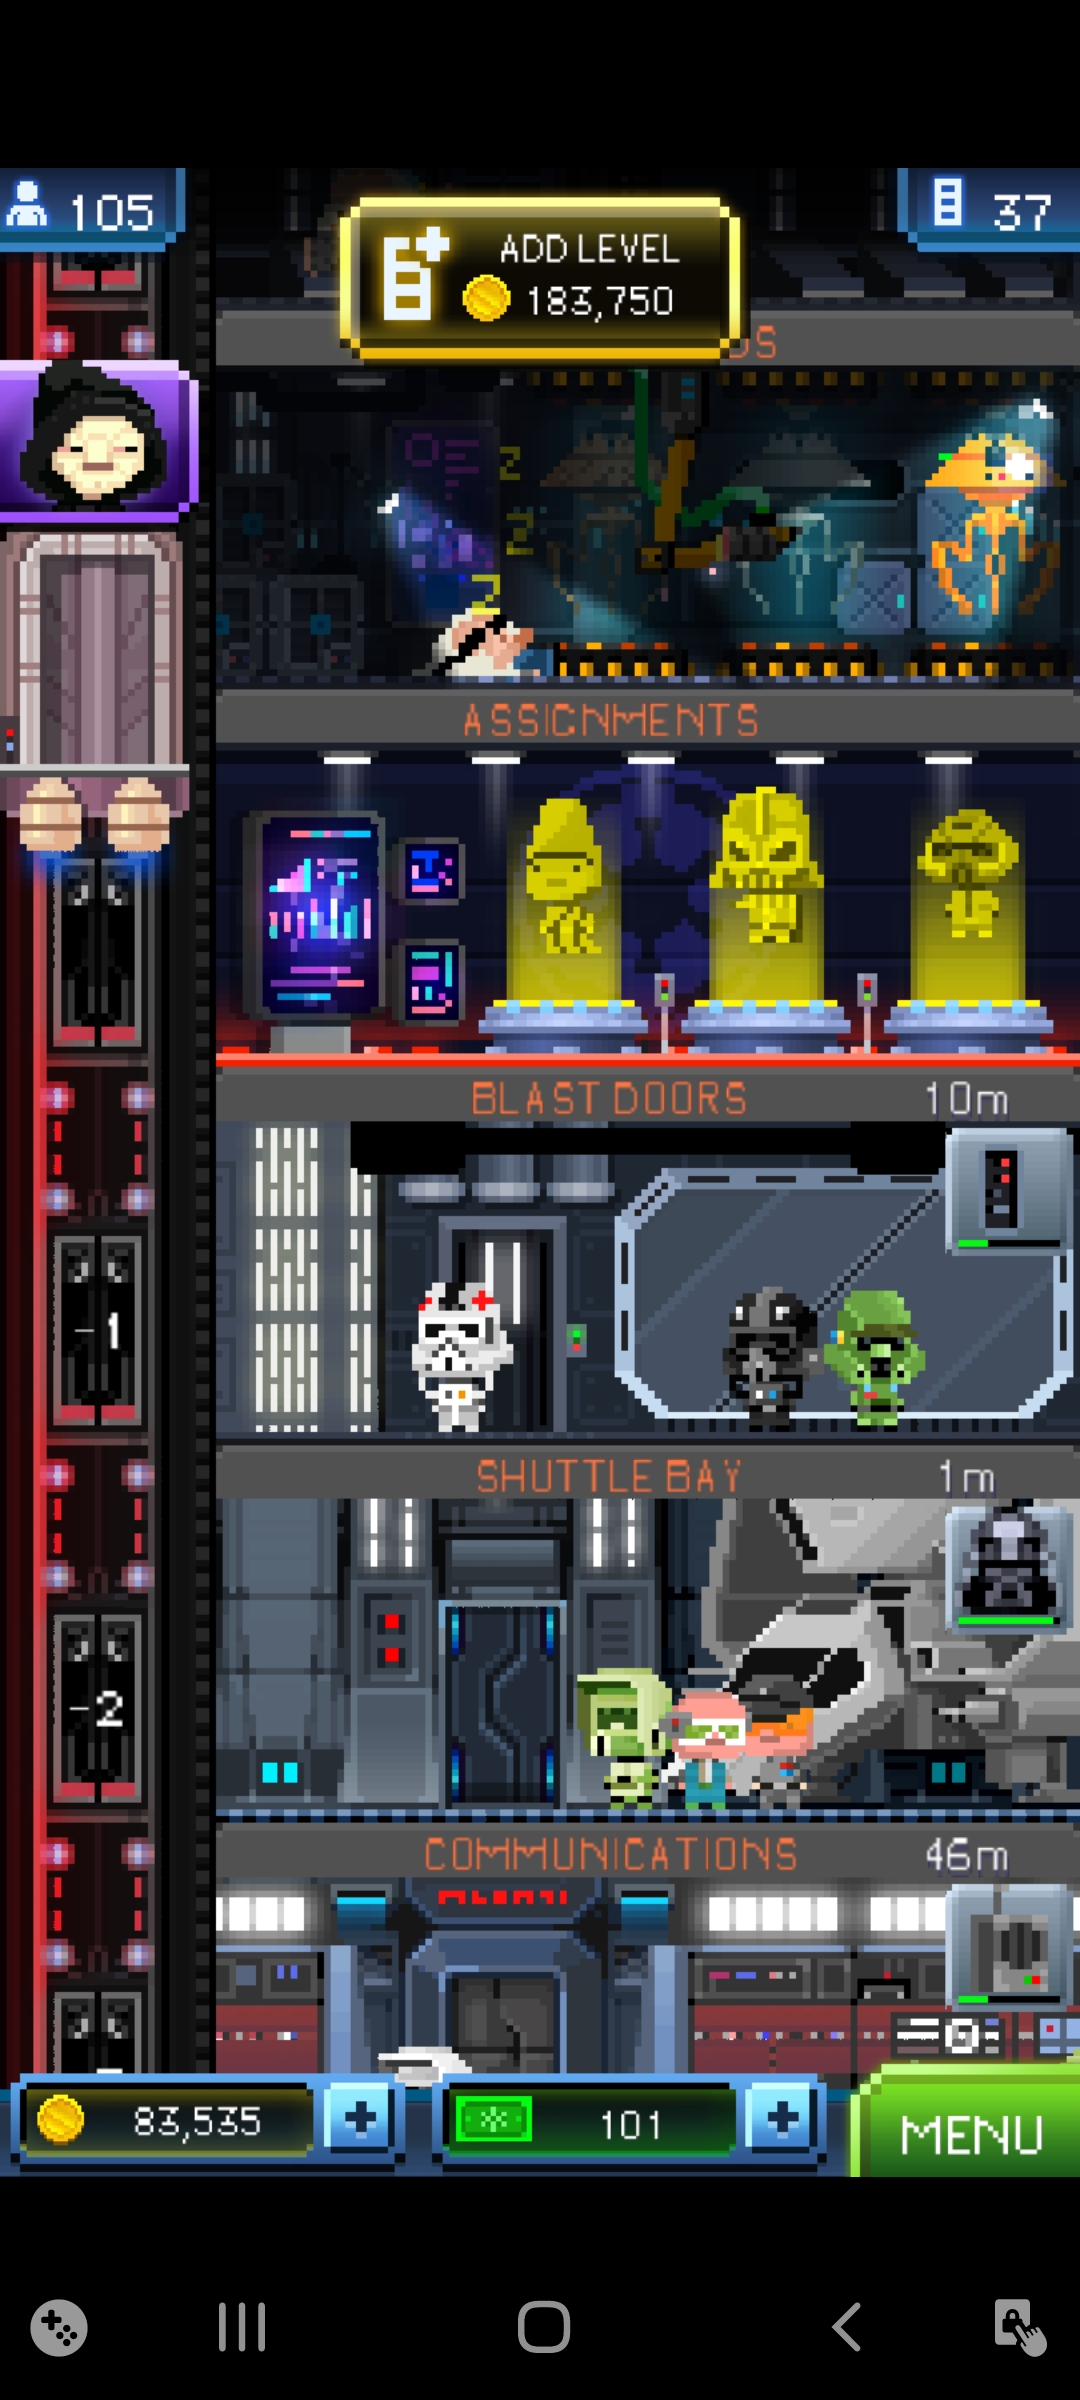 105
37
ADD LEVEL
183,750
DS
Z
Z
Z
ASSIGNMENTS
BLAST DOORS 10m
-1
SHUTTLE BAY 1m
-2
COMMUNICATIONS 46m
83,535
101
MENU